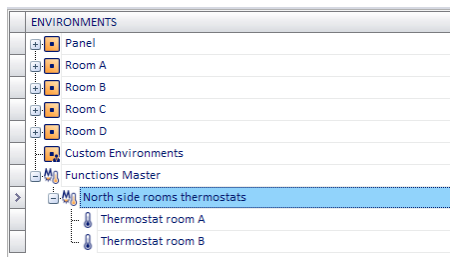 ENVIRONMENTS
Panel
Room A
Room B
Room C
Room D
Custom Environments
Functions Master
North side rooms thermostats
Thermostat room A
Thermostat room B